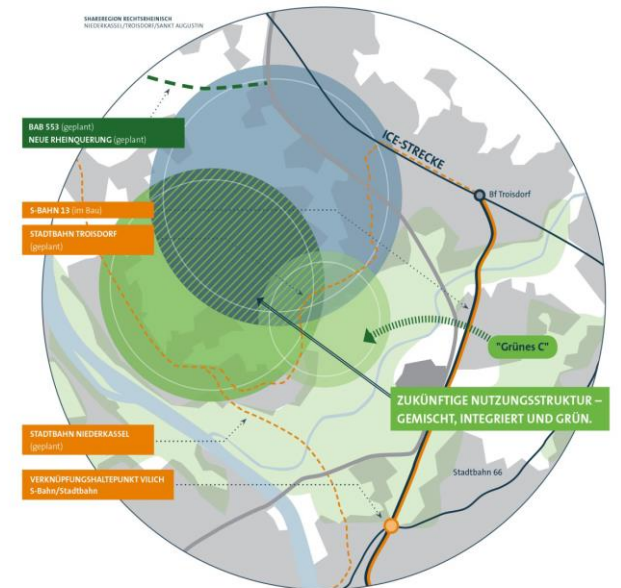 SHAREREGION RECHTSRHEINISCH
NIEDERKASSEL/TROISDORF/SANKT AUGUSTIN
BAB 553 (geplant)
NEUE RHEINQUERUNG (geplant)
ICE-STRECKE
Bf Troisdorf
S-BAHN 13 (im Bau)
STADTBAHN TROISDORF
(geplant)
"Grünes C"
ZUKÜNFTIGE NUTZUNGSSTRUKTUR –
GEMISCHT, INTEGRIERT UND GRÜN.
STADTBAHN NIEDERKASSEL
(geplant)
Stadtbahn 66
VERKNÜPFUNGSHALTEPUNKT VILICH
S-Bahn/Stadtbahn